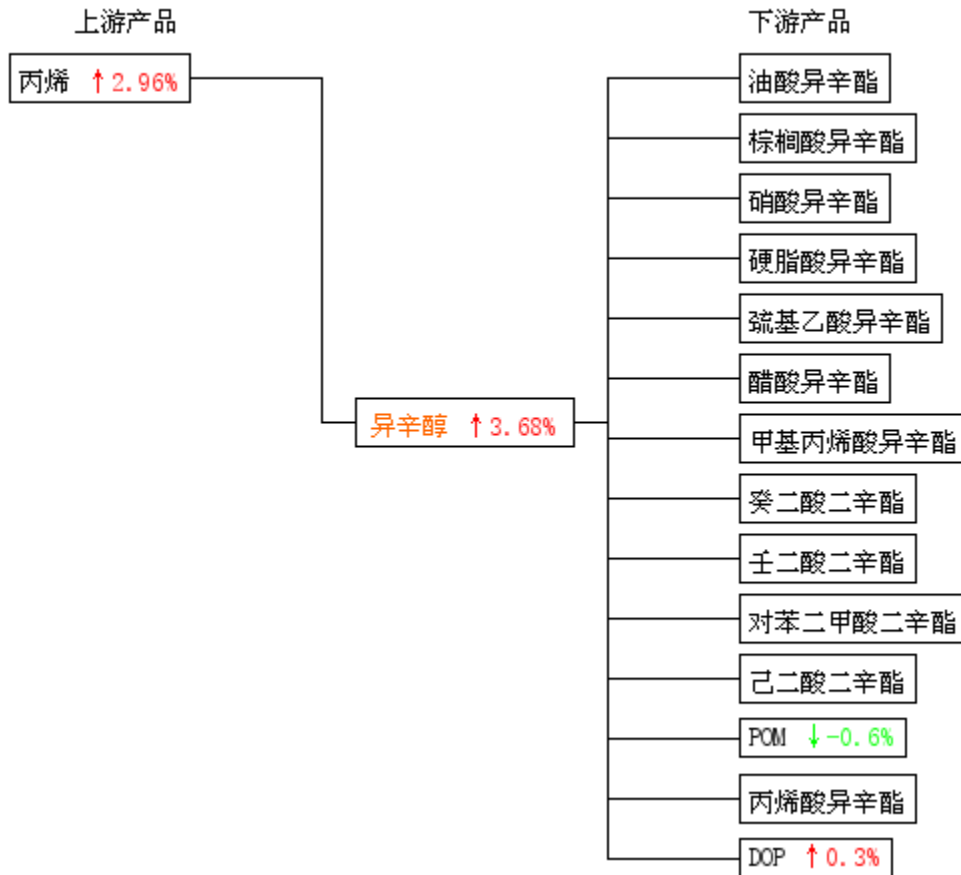 上游产品
下游产品
丙烯 ↑2.96%
异辛醇 ↑3.68%
油酸异辛酯
棕榈酸异辛酯
硝酸异辛酯
硬脂酸异辛酯
巯基乙酸异辛酯
醋酸异辛酯
甲基丙烯酸异辛酯
癸二酸二辛酯
壬二酸二辛酯
对苯二甲酸二辛酯
己二酸二辛酯
POM ↓-0.6%
丙烯酸异辛酯
DOP ↑0.3%